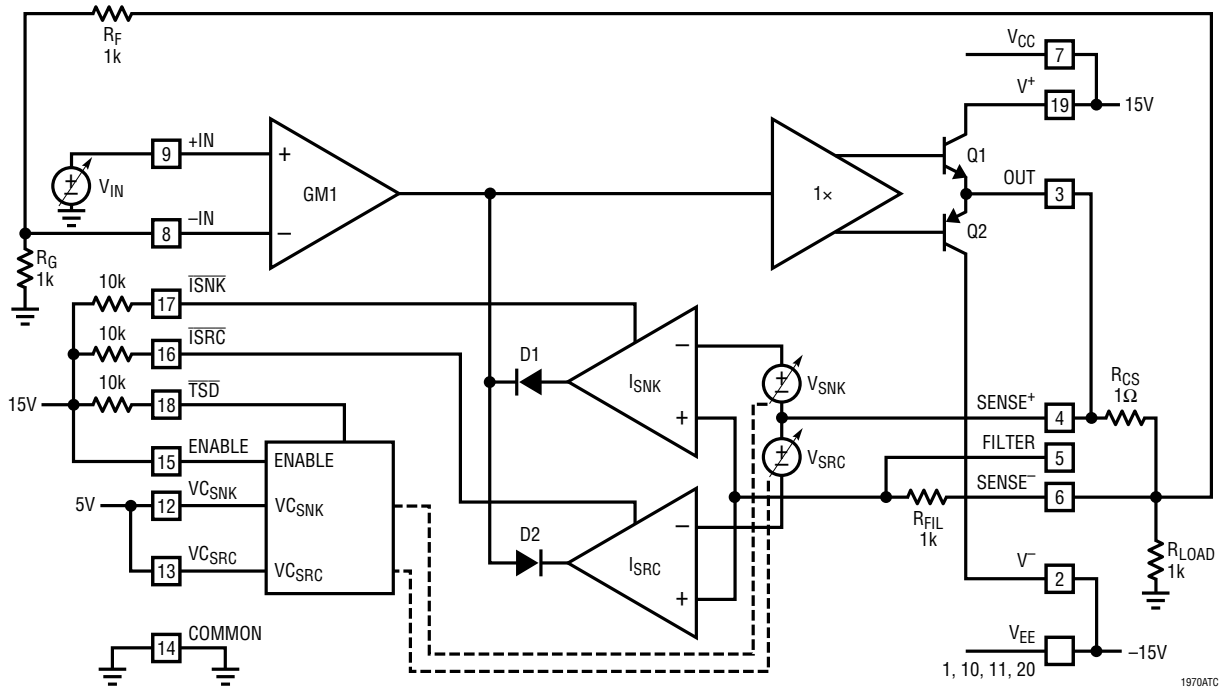 R_F
1k
V_CC
7
V⁺
19
15V
9
+IN
+
V_IN
GM1
1×
Q1
OUT
3
8
–IN
–
Q2
R_G
1k
10k
17
I̅S̅N̅K̅
10k
16
I̅S̅R̅C̅
10k
18
T̅S̅D̅
15V
15
ENABLE
ENABLE
5V
12
VC_SNK
VC_SNK
13
VC_SRC
VC_SRC
14
COMMON
D1
I_SNK
–
+
D2
I_SRC
–
+
V_SNK
V_SRC
SENSE⁺
4
R_CS
1Ω
FILTER
5
SENSE⁻
6
R_FIL
1k
R_LOAD
1k
V⁻
2
V_EE
–15V
1, 10, 11, 20
1970ATC